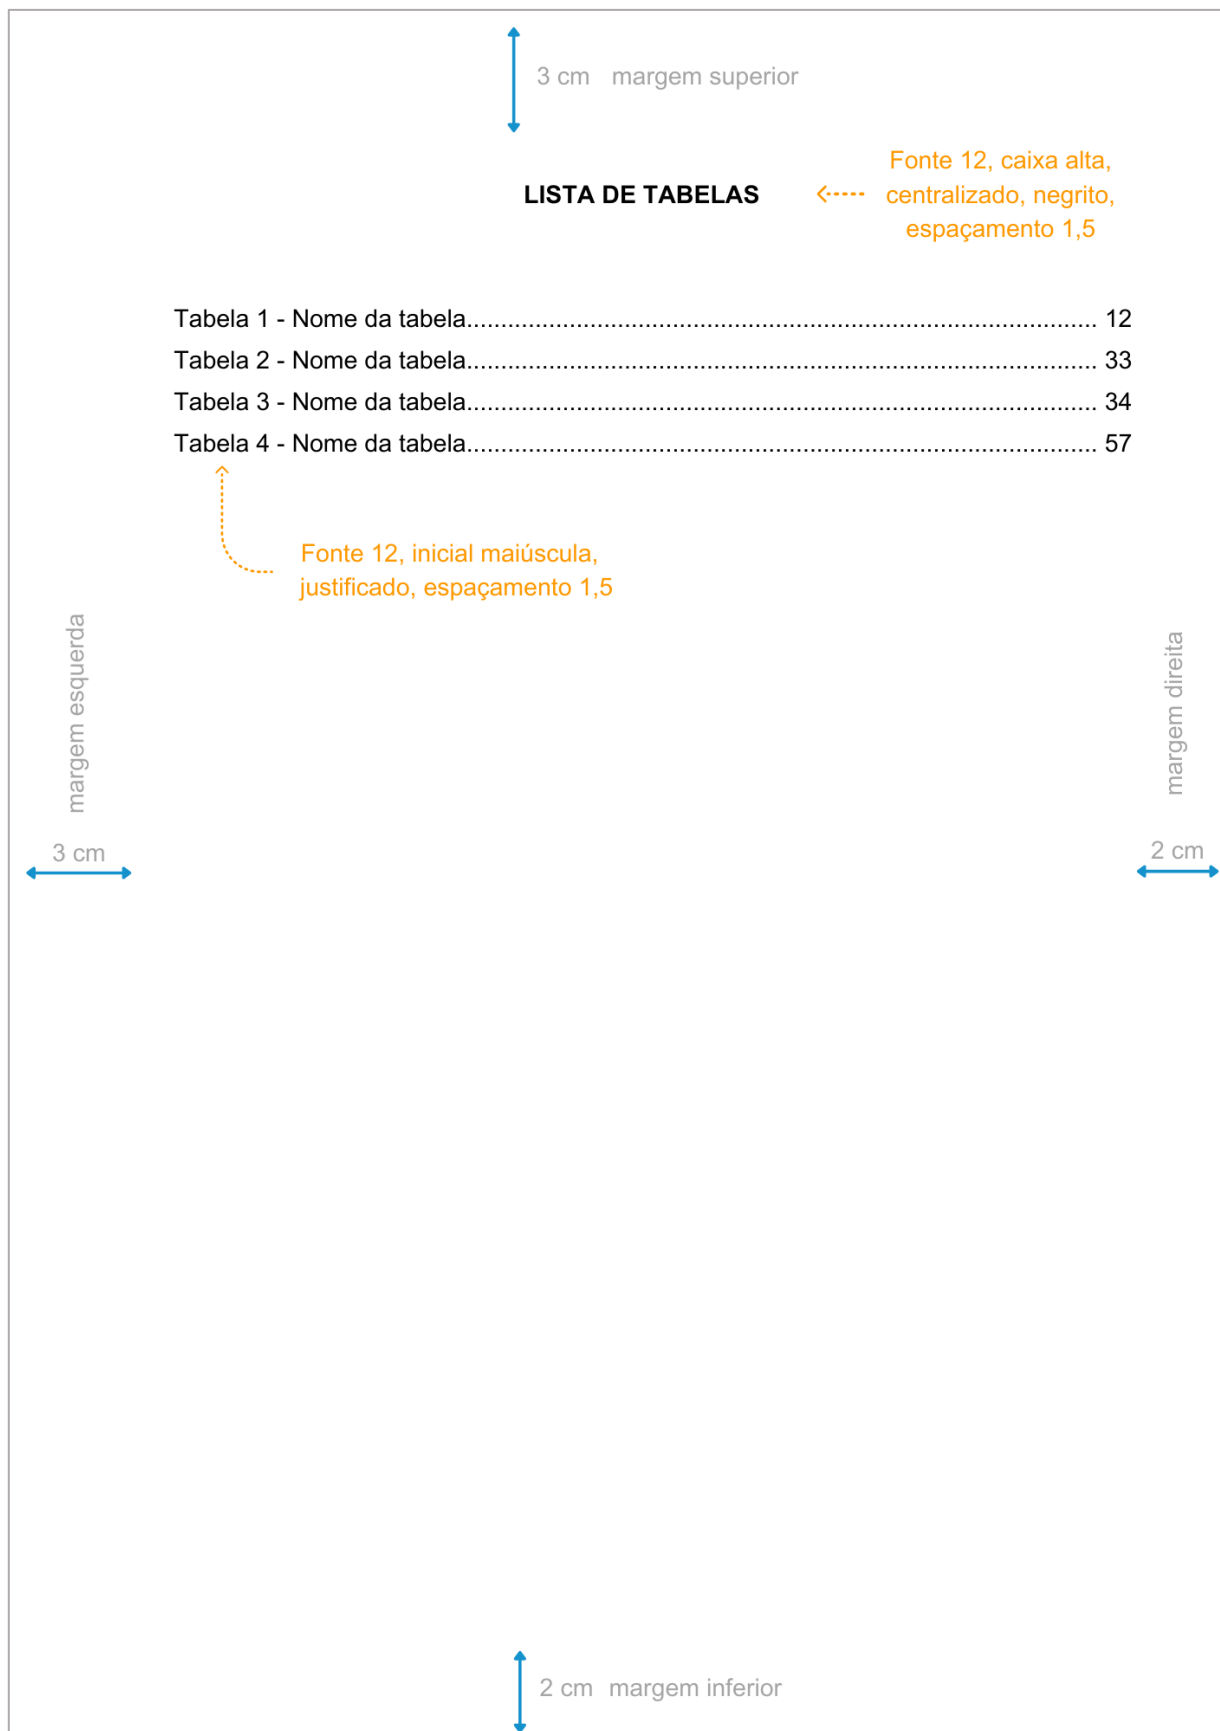 3 cm margem superior
Fonte 12, caixa alta,
LISTA DE TABELAS
centralizado, negrito,
espaçamento 1,5
Tabela 1 - Nome da tabela............................................................................................. 12
Tabela 2 - Nome da tabela............................................................................................. 33
Tabela 3 - Nome da tabela............................................................................................. 34
Tabela 4 - Nome da tabela............................................................................................. 57
Fonte 12, inicial maiúscula,
justificado, espaçamento 1,5
margem esquerda
3 cm
margem direita
2 cm
2 cm margem inferior